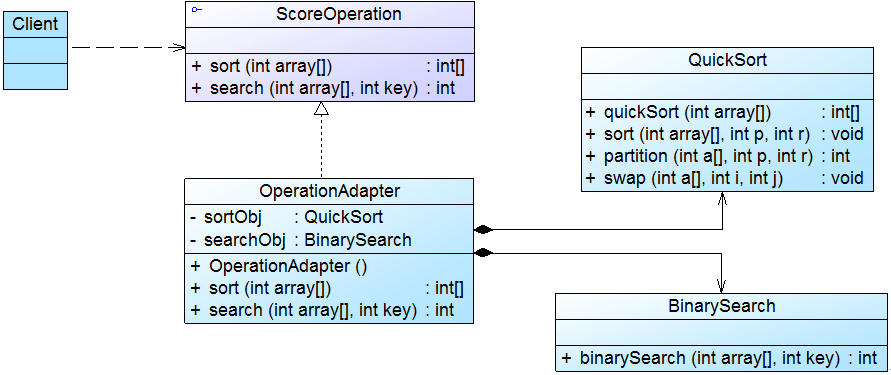 Client
ScoreOperation
+ sort (int array[]) : int[]
+ search (int array[], int key) : int
QuickSort
+ quickSort (int array[]) : int[]
+ sort (int array[], int p, int r) : void
+ partition (int a[], int p, int r) : int
+ swap (int a[], int i, int j) : void
OperationAdapter
- sortObj : QuickSort
- searchObj : BinarySearch
+ OperationAdapter ()
+ sort (int array[]) : int[]
+ search (int array[], int key) : int
BinarySearch
+ binarySearch (int array[], int key) : int